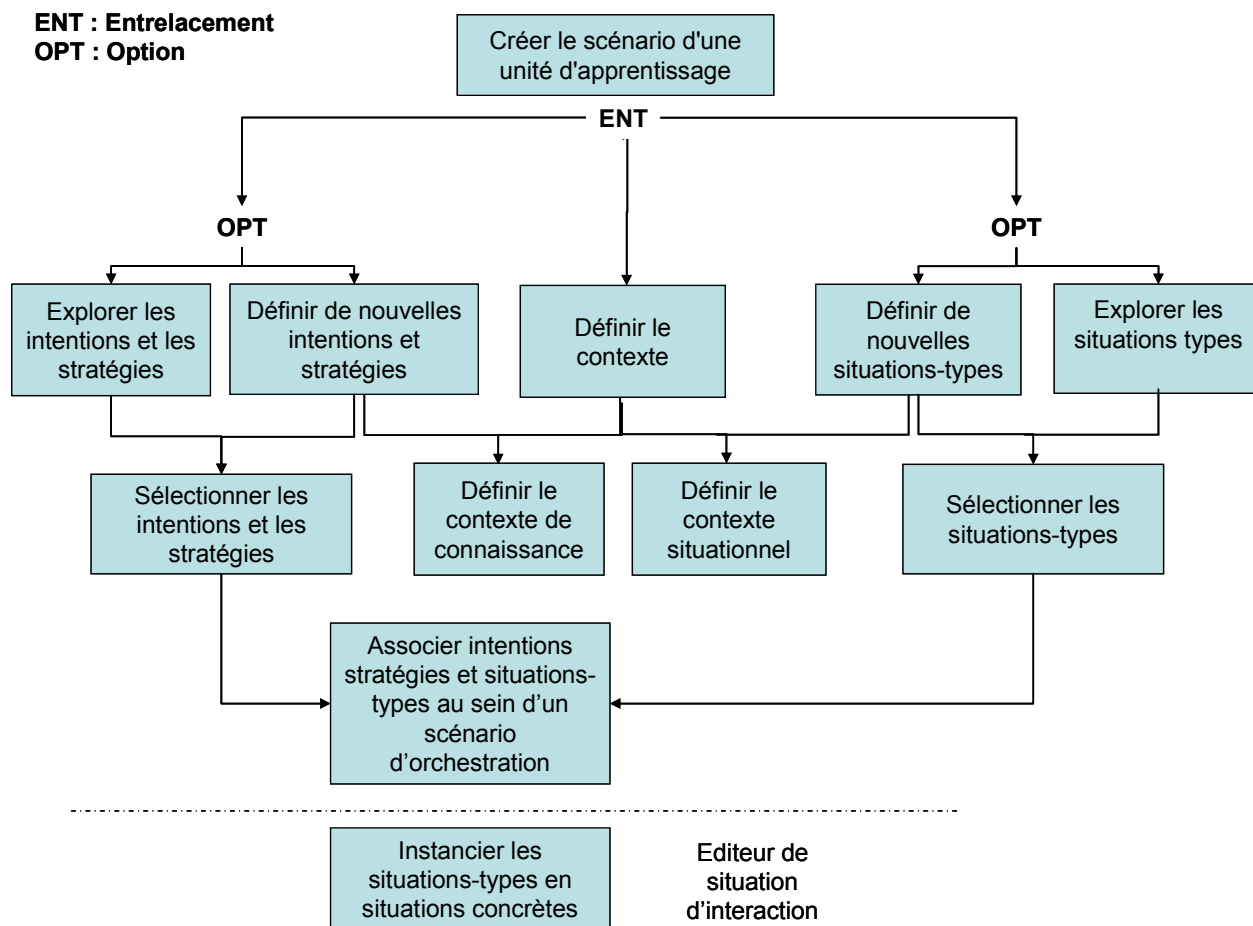 ENT : Entrelacement
OPT : Option
Créer le scénario d'une
unité d'apprentissage
ENT
OPT
OPT
Explorer les
intentions et les
stratégies
Définir de nouvelles
intentions et
stratégies
Définir le
contexte
Définir de
nouvelles
situations-types
Explorer les
situations types
Sélectionner les
intentions et les
stratégies
Définir le
contexte de
connaissance
Définir le
contexte
situationnel
Sélectionner les
situations-types
Associer intentions
stratégies et situations-
types au sein d’un
scénario
d’orchestration
Instancier les
situations-types en
situations concrètes
Editeur de
situation
d’interaction